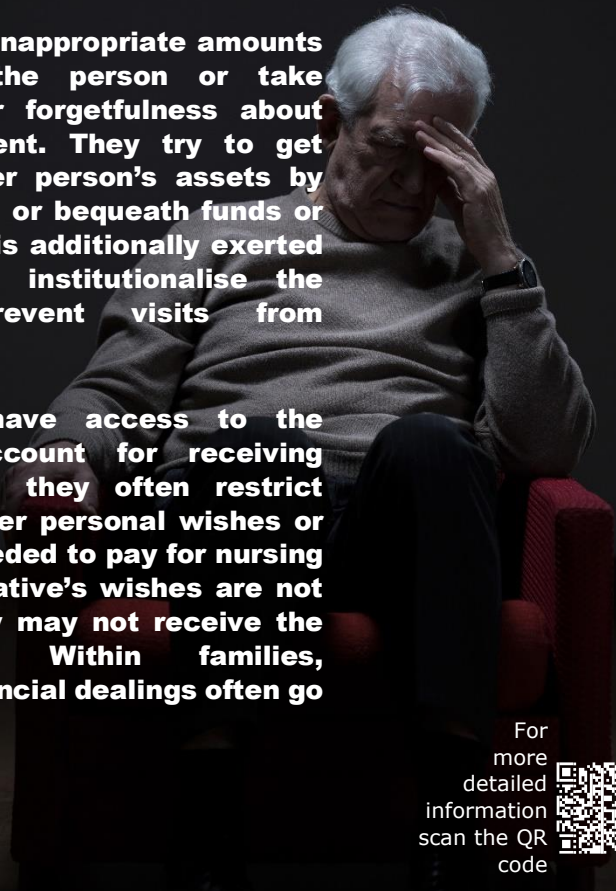 nappropriate amounts
the person or take
r forgetfulness about
ent. They try to get
er person’s assets by
or bequeath funds or
is additionally exerted
institutionalise the
revent visits from
have access to the
ccount for receiving
they often restrict
er personal wishes or
eded to pay for nursing
ative’s wishes are not
y may not receive the
Within families,
ncial dealings often go
For
more
detailed
information
scan the QR
code